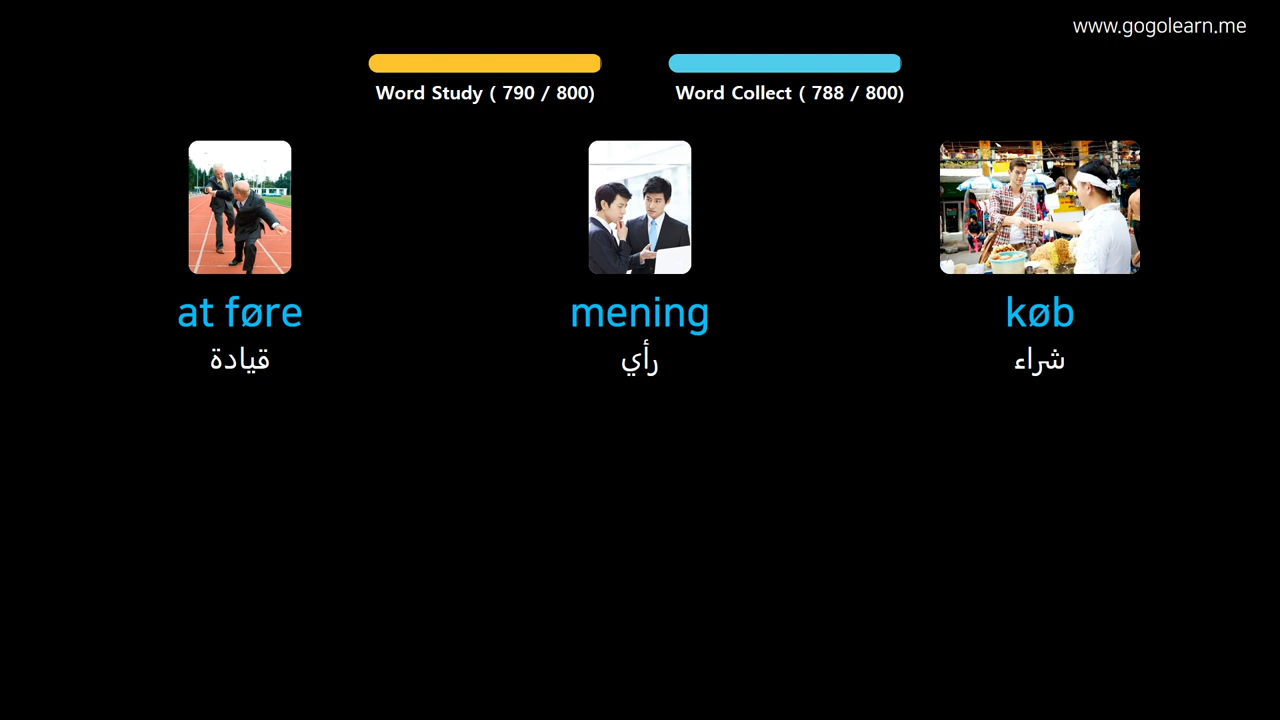 www.gogolearn.me
Word Study ( 790 / 800)
Word Collect ( 788 / 800)
at føre
mening
køb
قيادة
رأي
شراء